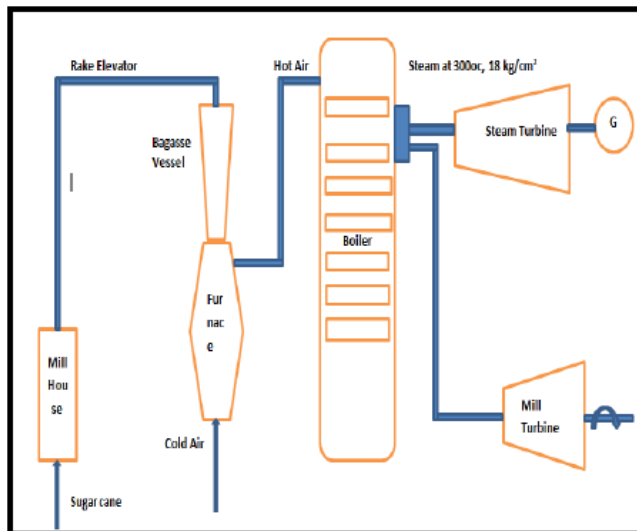 Rake Elevator
Hot Air
Steam at 300oc, 18 kg/cm²
Bagasse
Vessel
Steam Turbine
G
Boiler
Fur
nac
e
Mill
Hou
se
Mill
Turbine
Cold Air
Sugar cane